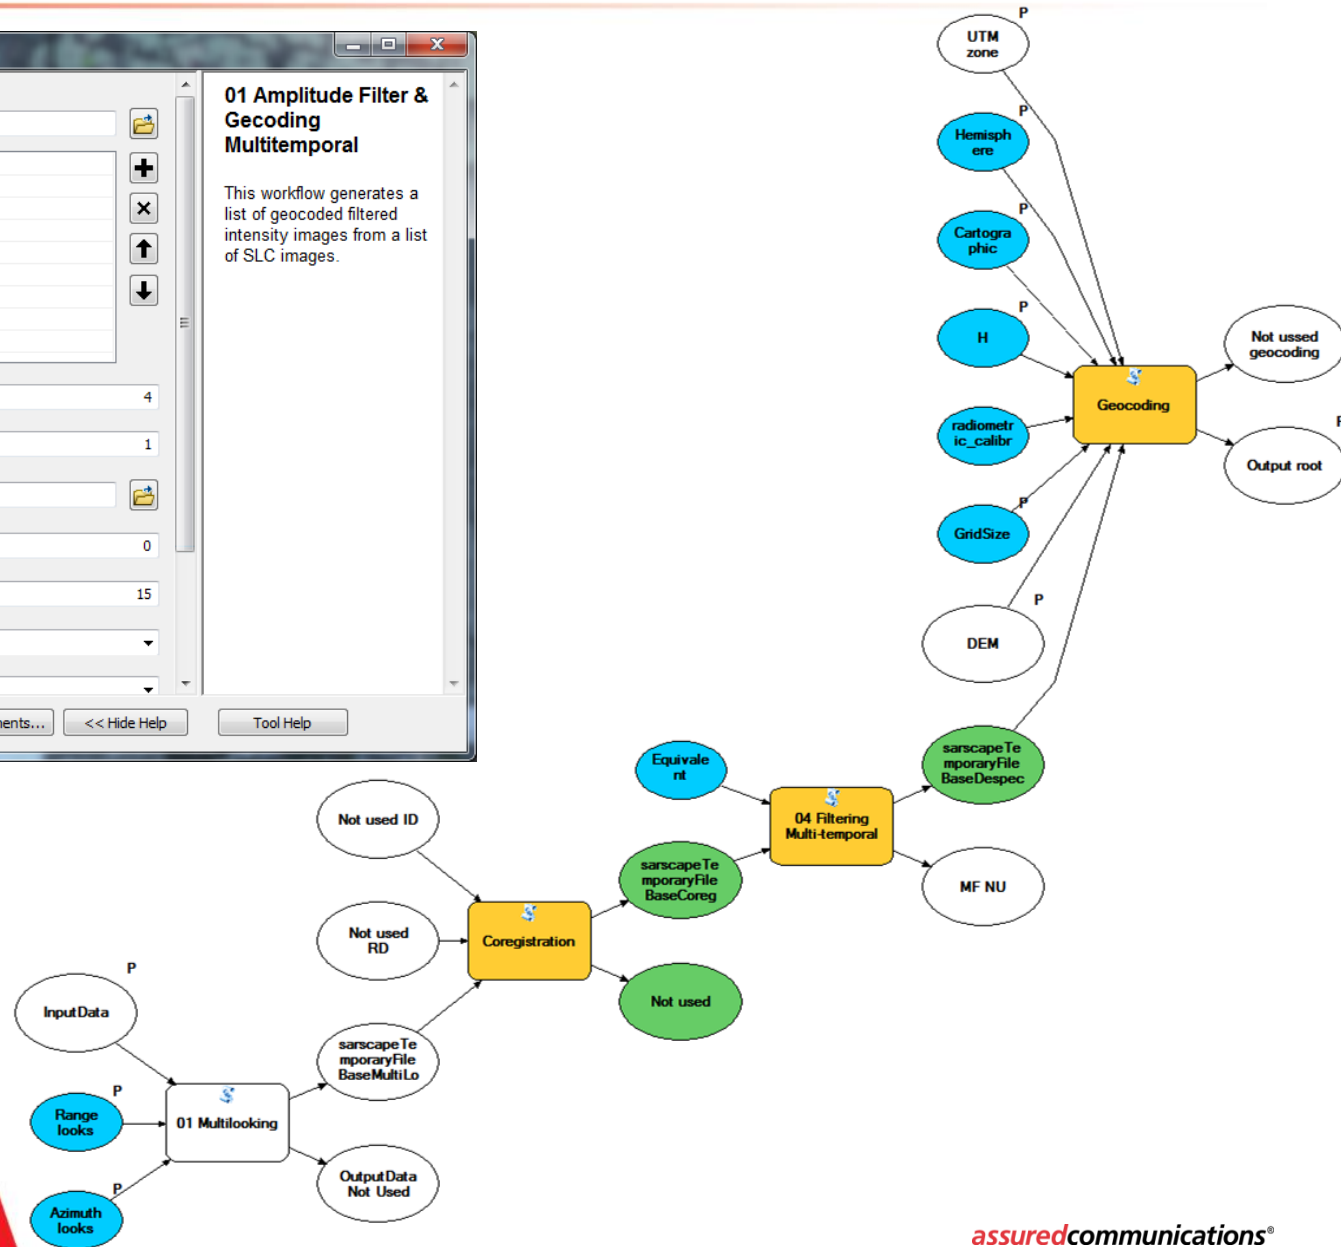 01 Amplitude Filter &
Gecoding
Multitemporal
This workflow generates a
list of geocoded filtered
intensity images from a list
of SLC images.
4
1
0
15
<< Hide Help
Tool Help
P
UTM
zone
P
Hemisph
ere
P
Cartogra
phic
P
H
radiometr
ic_calibr
P
GridSize
P
DEM
Geocoding
Not ussed
geocoding
Output root
sarscapeTe
mporaryFile
BaseDespec
Equivale
nt
04 Filtering
Multi-temporal
MF NU
Not used ID
Not used
RD
sarscapeTe
mporaryFile
BaseMultiLo
Coregistration
sarscapeTe
mporaryFile
BaseCoreg
Not used
P
InputData
P
Range
looks
P
Azimuth
looks
01 Multilooking
OutputData
Not Used
assuredcommunications®